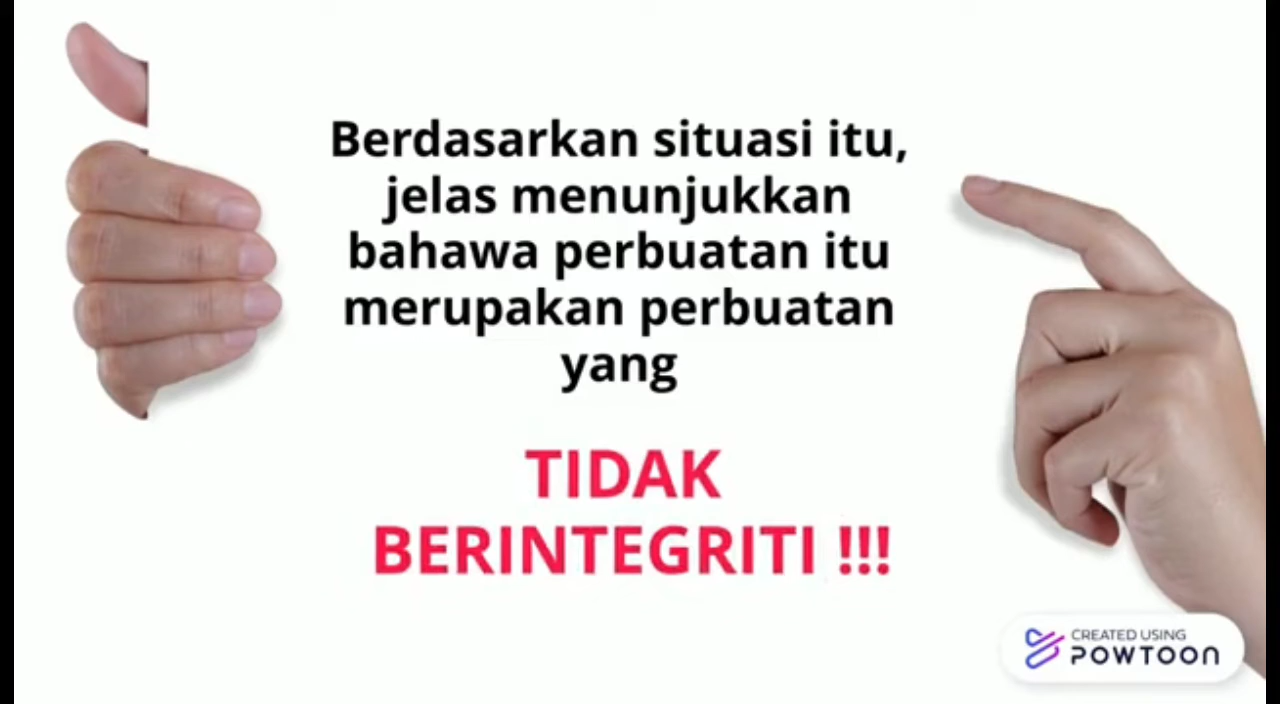 Berdasarkan situasi itu,
jelas menunjukkan
bahawa perbuatan itu
merupakan perbuatan
yang
TIDAK
BERINTEGRITI !!!
CREATED USING
POWTOON